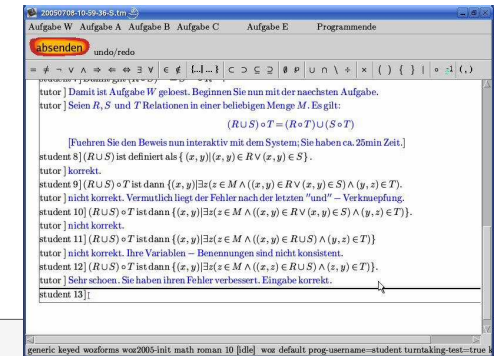 20050708-10-59-36-S.tm
Aufgabe W Aufgabe A Aufgabe B Aufgabe C Aufgabe E Programmende
absenden undo/redo
= ≠ ¬ ∨ ∧ ⇒ ⇐ ⇔ ∃ ∀ ∈ ∉ {...|...} ⊂ ⊃ ⊆ ⊇ ∅ P ∪ ∩ \ ÷ × ( ) { } | ∘ -1 (,)
tutor ] Damit ist Aufgabe W geloest. Beginnen Sie nun mit der naechsten Aufgabe.
tutor ] Seien R, S und T Relationen in einer beliebigen Menge M. Es gilt:
(R ∪ S) ∘ T = (R ∘ T) ∪ (S ∘ T)
[Fuehren Sie den Beweis nun interaktiv mit dem System; Sie haben ca. 25min Zeit.]
student 8] (R ∪ S) ist definiert als { (x, y)|(x, y) ∈ R ∨ (x, y) ∈ S} .
tutor ] korrekt.
student 9] (R ∪ S) ∘ T ist dann {(x, y)|∃z(z ∈ M ∧ ((x, y) ∈ R ∨ (x, y) ∈ S) ∧ (y, z) ∈ T).
tutor ] nicht korrekt. Vermutlich liegt der Fehler nach der letzten "und" − Verknuepfung.
student 10] (R ∪ S) ∘ T ist dann {(x, y)|∃z(z ∈ M ∧ ((x, y) ∈ R ∨ (x, y) ∈ S) ∧ (y, z) ∈ T)}.
tutor ] nicht korrekt.
student 11] (R ∪ S) ∘ T ist dann {(x, y)|∃z(z ∈ M ∧ ((x, y) ∈ R ∪ S) ∧ (y, z) ∈ T)}
tutor ] nicht korrekt. Ihre Variablen − Benennungen sind nicht konsistent.
student 12] (R ∪ S) ∘ T ist dann {(x, y)|∃z(z ∈ M ∧ ((x, z) ∈ R ∪ S) ∧ (z, y) ∈ T)}.
tutor ] Sehr schoen. Sie haben ihren Fehler verbessert. Eingabe korrekt.
student 13]
generic keyed wozforms woz2005-init math roman 10 [idle] woz default prog-username=student turntaking-test=true